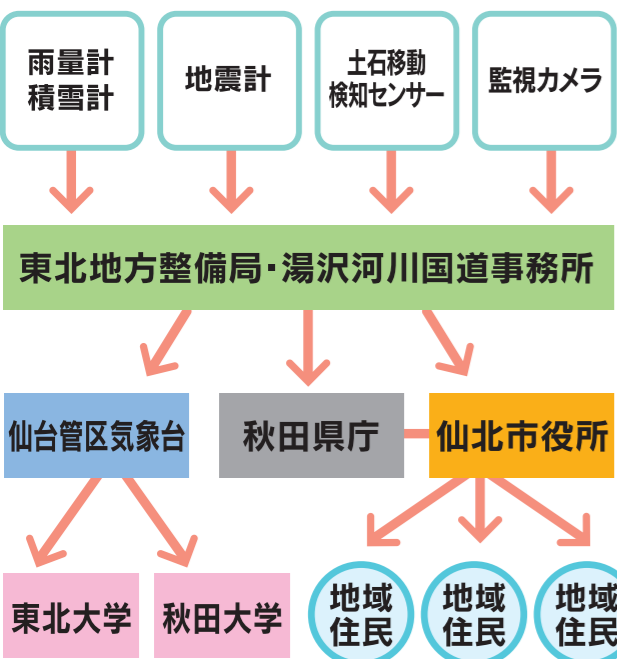 雨量計
積雪計
地震計
土石移動
検知センサー
監視カメラ
東北地方整備局・湯沢河川国道事務所
仙台管区気象台
秋田県庁
仙北市役所
東北大学
秋田大学
地域
住民
地域
住民
地域
住民